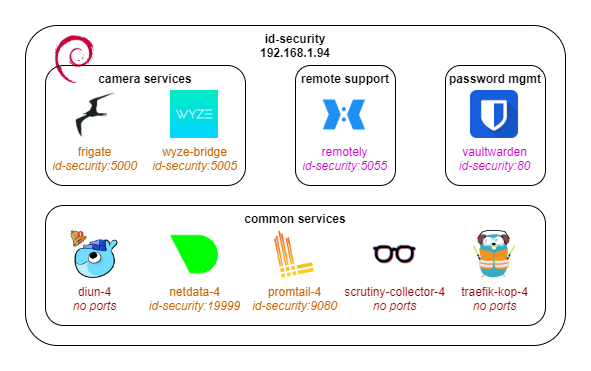 id-security
192.168.1.94
camera services
remote support
password mgmt
WYZE
frigate
id-security:5000
wyze-bridge
id-security:5005
remotely
id-security:5055
vaultwarden
id-security:80
common services
diun-4
no ports
netdata-4
id-security:19999
promtail-4
id-security:9080
scrutiny-collector-4
no ports
traefik-kop-4
no ports